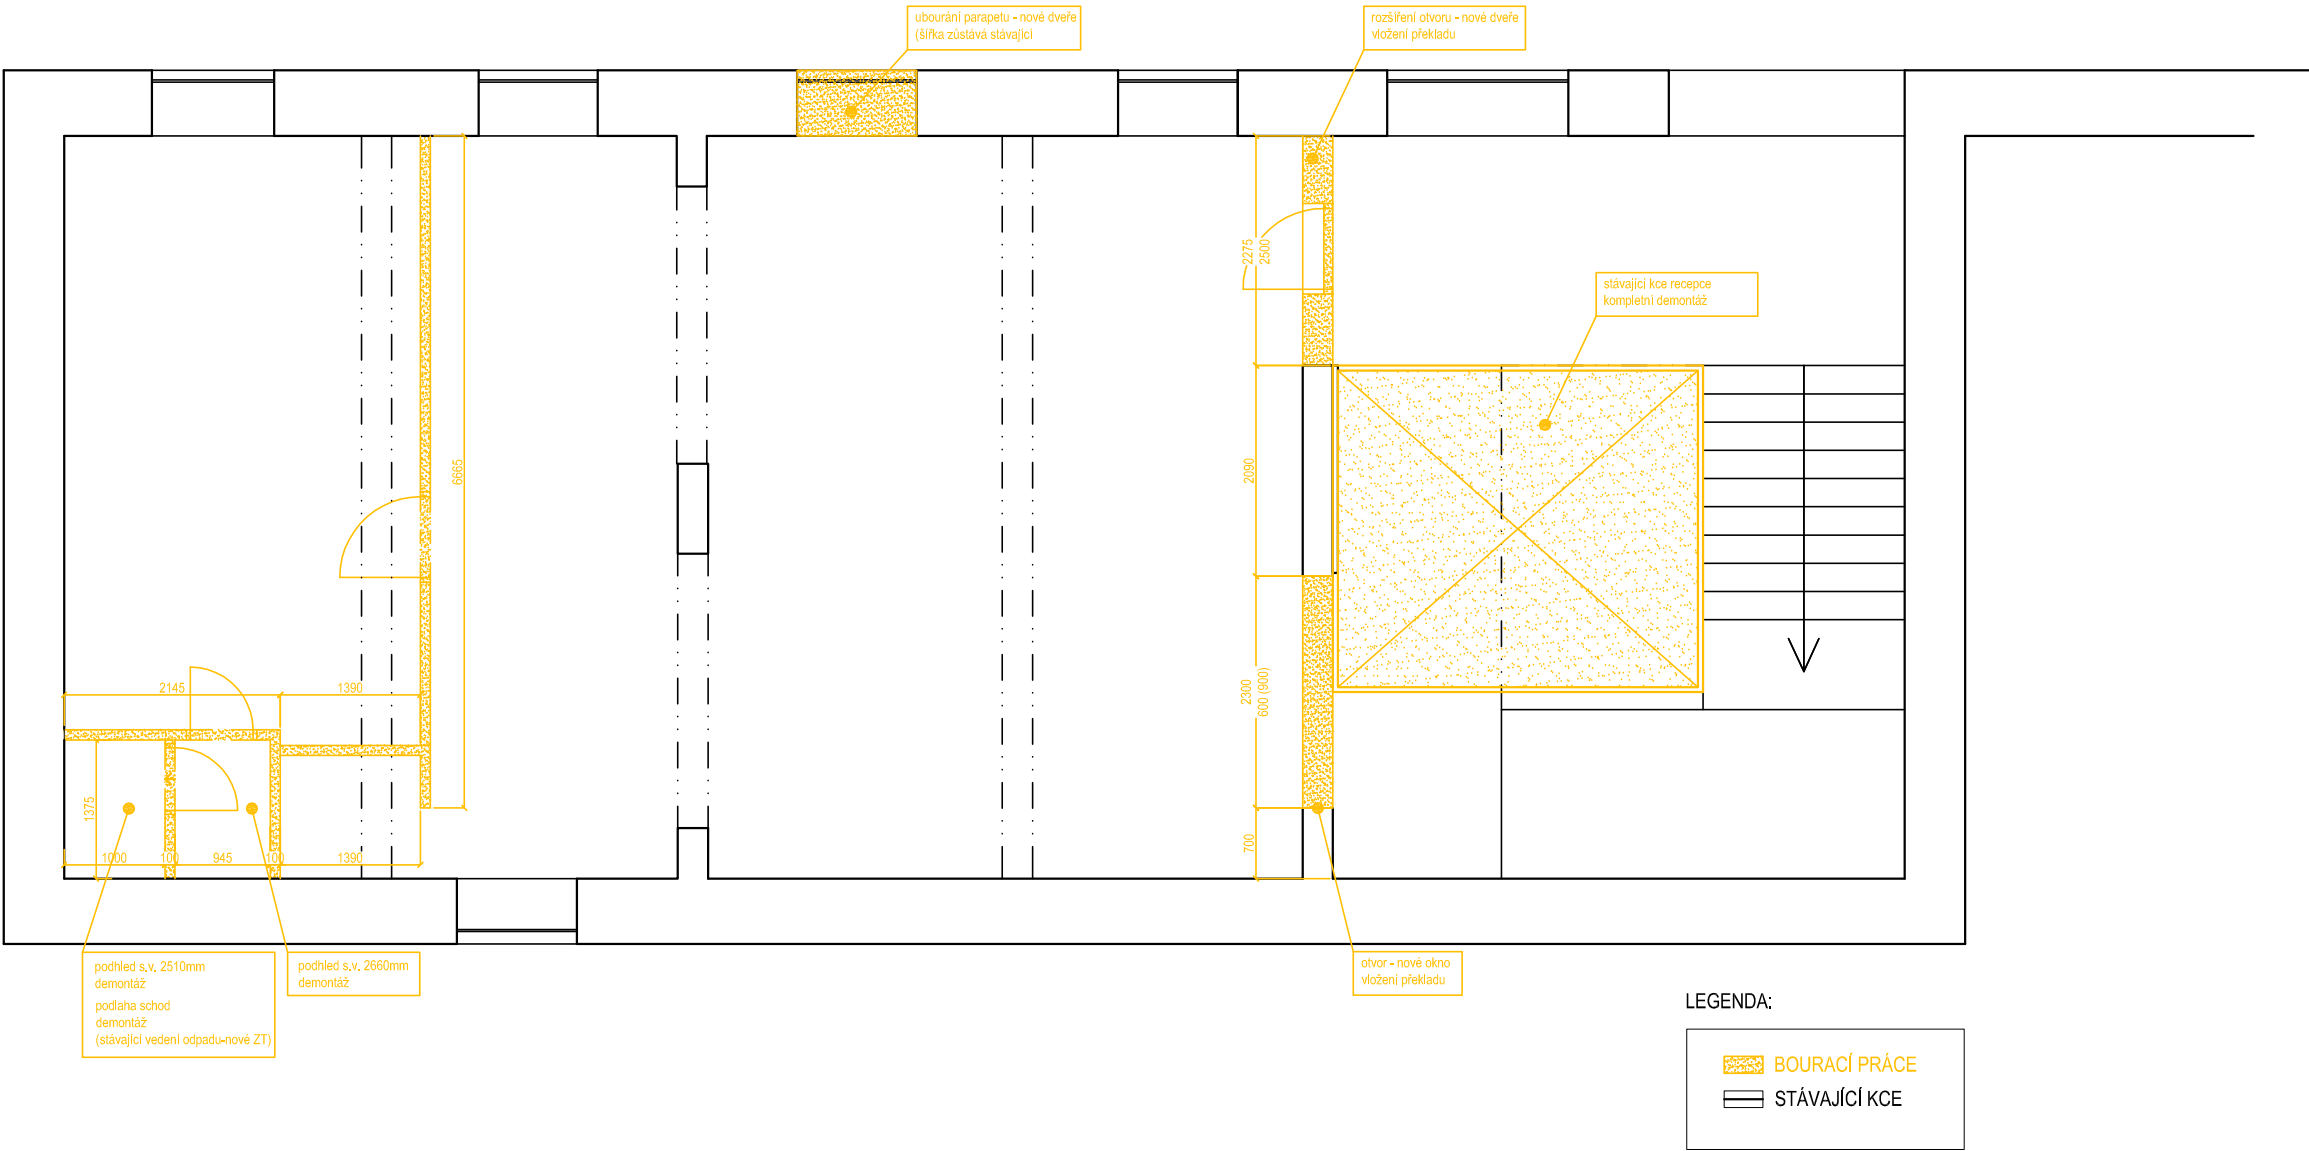 ubourání parapetu - nové dveře
(šířka zůstává stávající
rozšíření otvoru - nové dveře
vložení překladu
2275
2500
stávající kce recepce
kompletní demontáž
6665
2090
2145
1390
2300
600 (900)
1375
700
1000
100
945
100
1390
podhled s.v. 2510mm
demontáž
podlaha schod
demontáž
(stávající vedení odpadu-nové ZT)
podhled s.v. 2660mm
demontáž
otvor - nové okno
vložení překladu
LEGENDA:
BOURACÍ PRÁCE
STÁVAJÍCÍ KCE